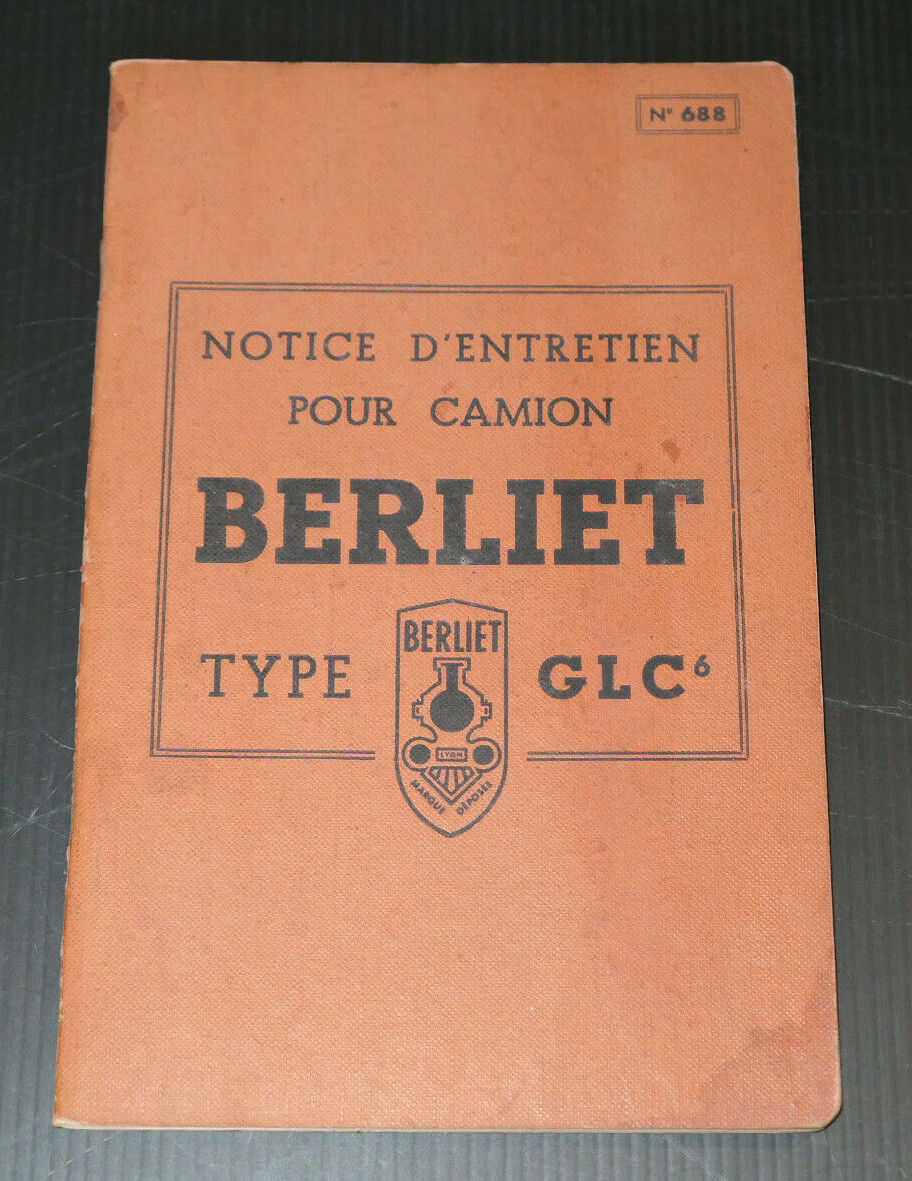 N° 688
NOTICE D'ENTRETIEN
POUR CAMION
BERLIET
TYPE GLC⁶
BERLIET
LYON
MARQUE DÉPOSÉE